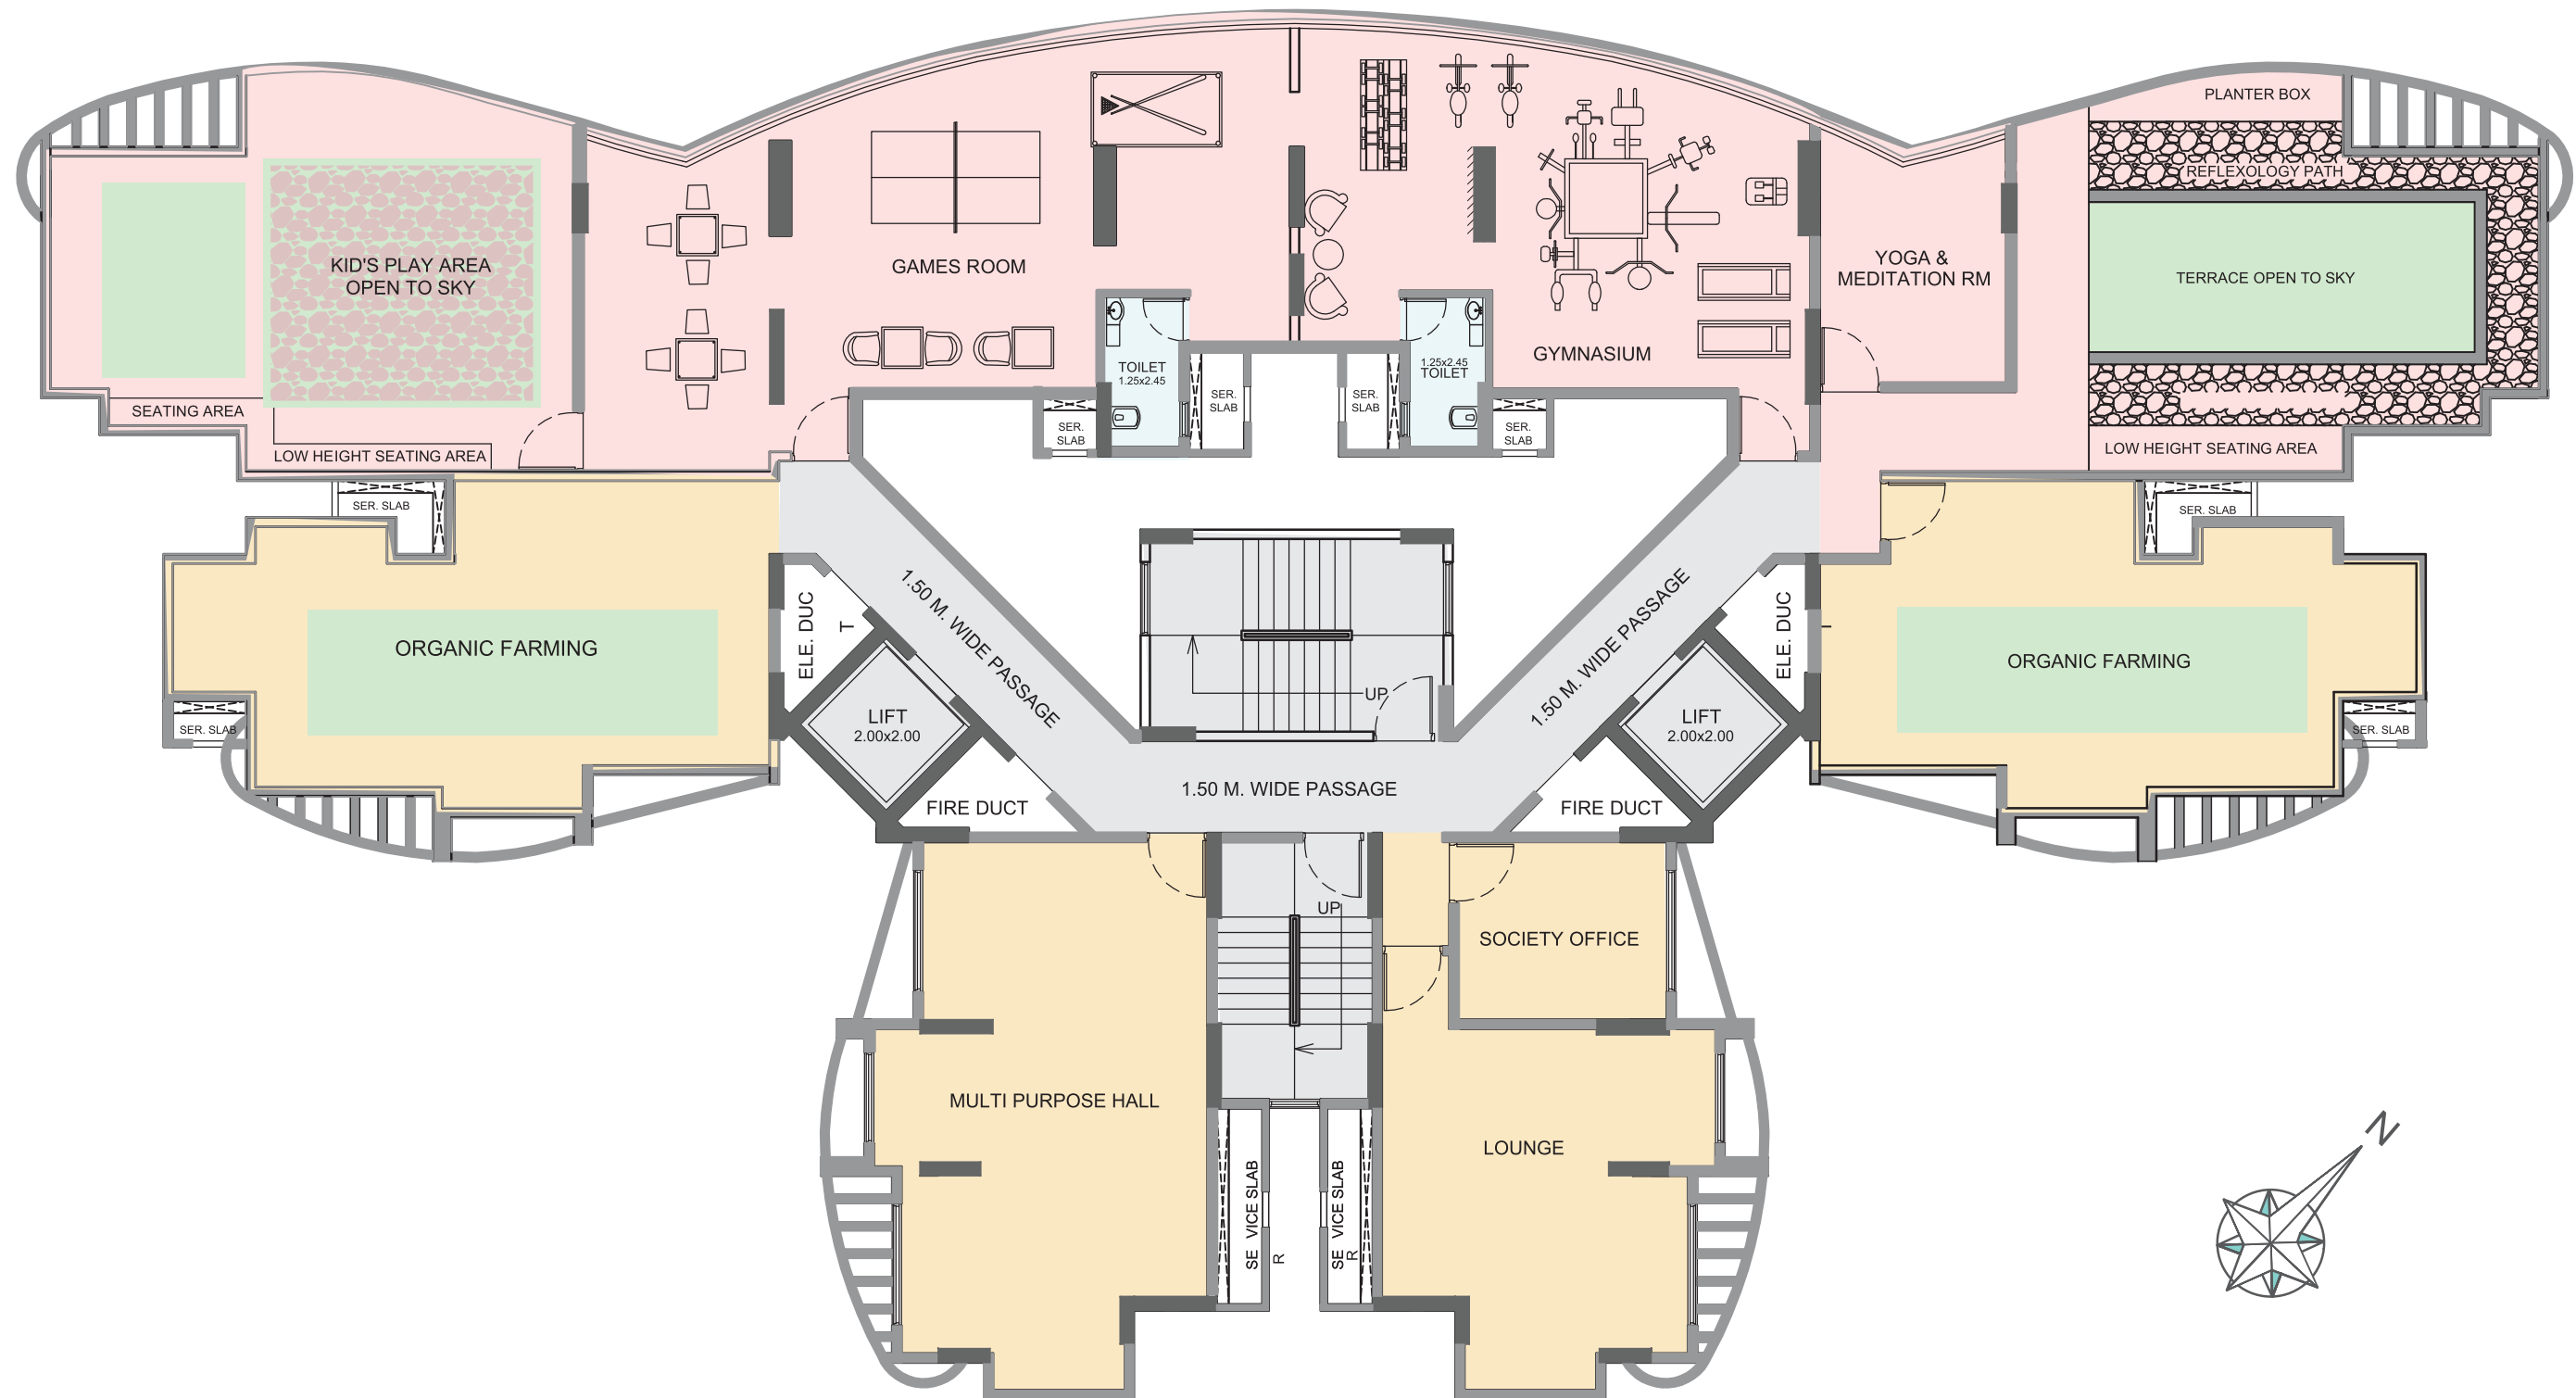 PLANTER BOX
REFLEXOLOGY PATH
KID'S PLAY AREA
OPEN TO SKY
GAMES ROOM
YOGA &
MEDITATION RM
TERRACE OPEN TO SKY
TOILET
1.25x2.45
1.25x2.45
TOILET
GYMNASIUM
SEATING AREA
LOW HEIGHT SEATING AREA
SER.
SLAB
SER.
SLAB
SER.
SLAB
SER.
SLAB
LOW HEIGHT SEATING AREA
SER. SLAB
SER. SLAB
ORGANIC FARMING
ELE. DUC
T
1.50 M. WIDE PASSAGE
UP
1.50 M. WIDE PASSAGE
ELE. DUC
ORGANIC FARMING
SER. SLAB
LIFT
2.00x2.00
LIFT
2.00x2.00
SER. SLAB
1.50 M. WIDE PASSAGE
FIRE DUCT
FIRE DUCT
UP
SOCIETY OFFICE
MULTI PURPOSE HALL
LOUNGE
SE VICE SLAB
R
SE VICE SLAB
R
N